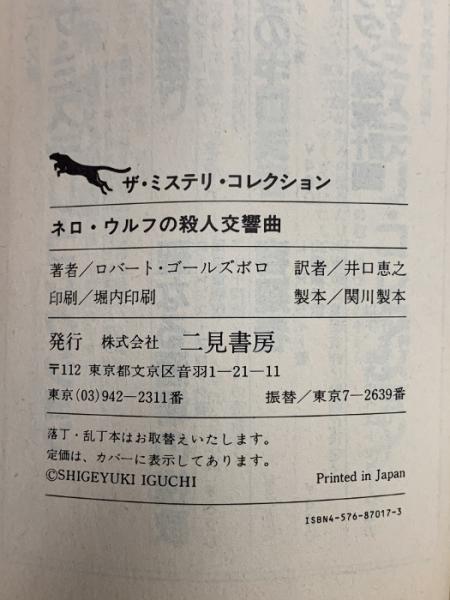 ザ・ミステリ・コレクション
ネロ・ウルフの殺人交響曲
著者/ロバート・ゴールズボロ 訳者/井口恵之
印刷/堀内印刷 製本/関川製本
発行 株式会社 二見書房
〒112 東京都文京区音羽1−21−11
東京(03)942−2311番 振替/東京7−2639番
落丁・乱丁本はお取替えいたします。
定価は、カバーに表示してあります。
©SHIGEYUKI IGUCHI Printed in Japan
ISBN4-576-87017-3